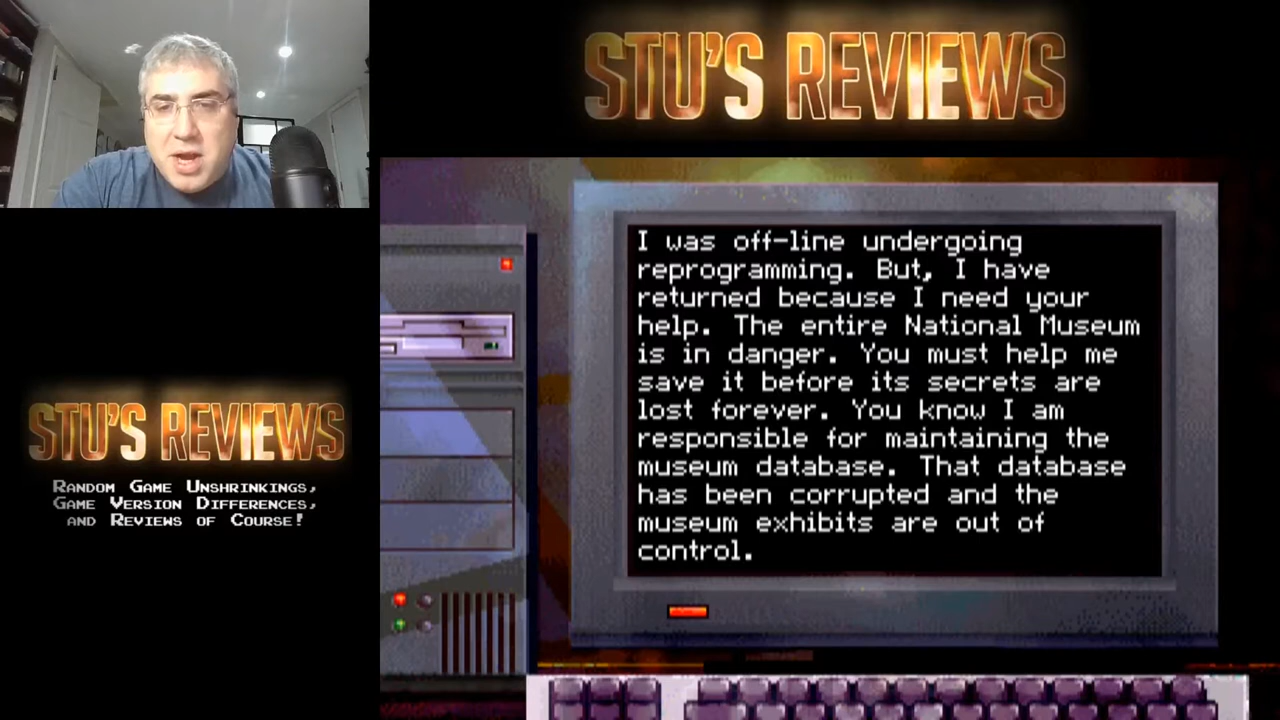 STU'S REVIEWS
I was off-line undergoing
reprogramming. But, I have
returned because I need your
help. The entire National Museum
is in danger. You must help me
save it before its secrets are
lost forever. You know I am
responsible for maintaining the
museum database. That database
has been corrupted and the
museum exhibits are out of
control.
STU'S REVIEWS
RANDOM GAME UNSHRINKINGS,
GAME VERSION DIFFERENCES,
AND REVIEWS OF COURSE!